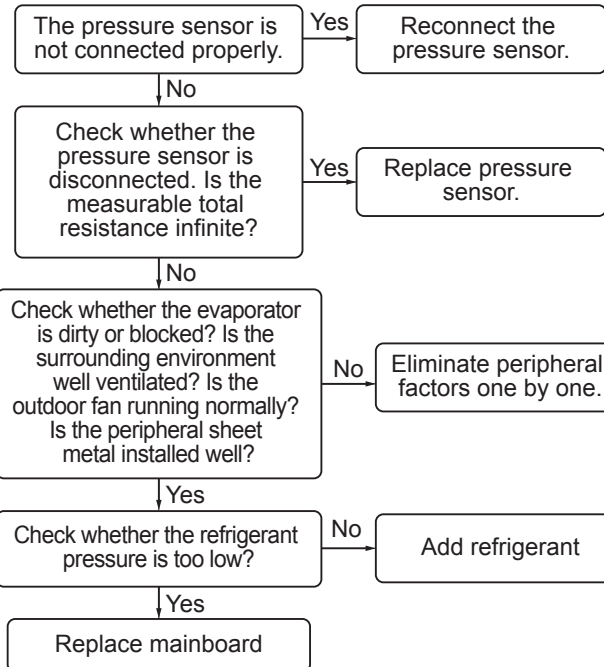 The pressure sensor is
not connected properly.
Yes
Reconnect the
pressure sensor.
No
Check whether the
pressure sensor is
disconnected. Is the
measurable total
resistance infinite?
Yes
Replace pressure
sensor.
No
Check whether the evaporator
is dirty or blocked? Is the
surrounding environment
well ventilated? Is the
outdoor fan running normally?
Is the peripheral sheet
metal installed well?
No
Eliminate peripheral
factors one by one.
Yes
Check whether the refrigerant
pressure is too low?
No
Add refrigerant
Yes
Replace mainboard